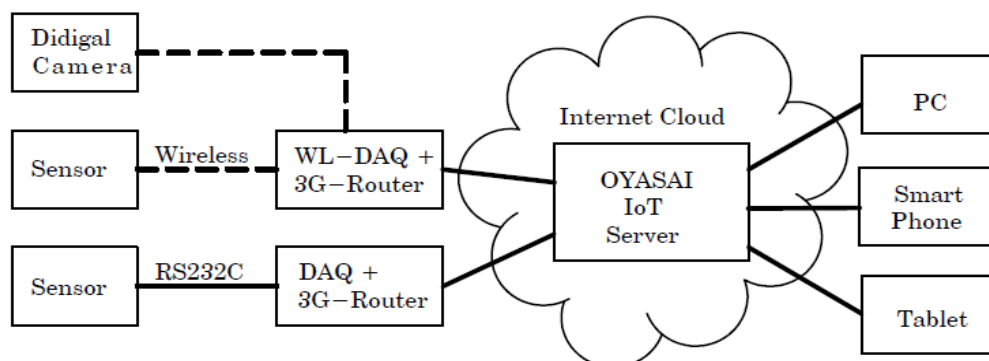 Didigal
Camera
Sensor
Wireless
WL-DAQ +
3G-Router
Sensor
RS232C
DAQ +
3G-Router
Internet Cloud
OYASAI
IoT
Server
PC
Smart
Phone
Tablet